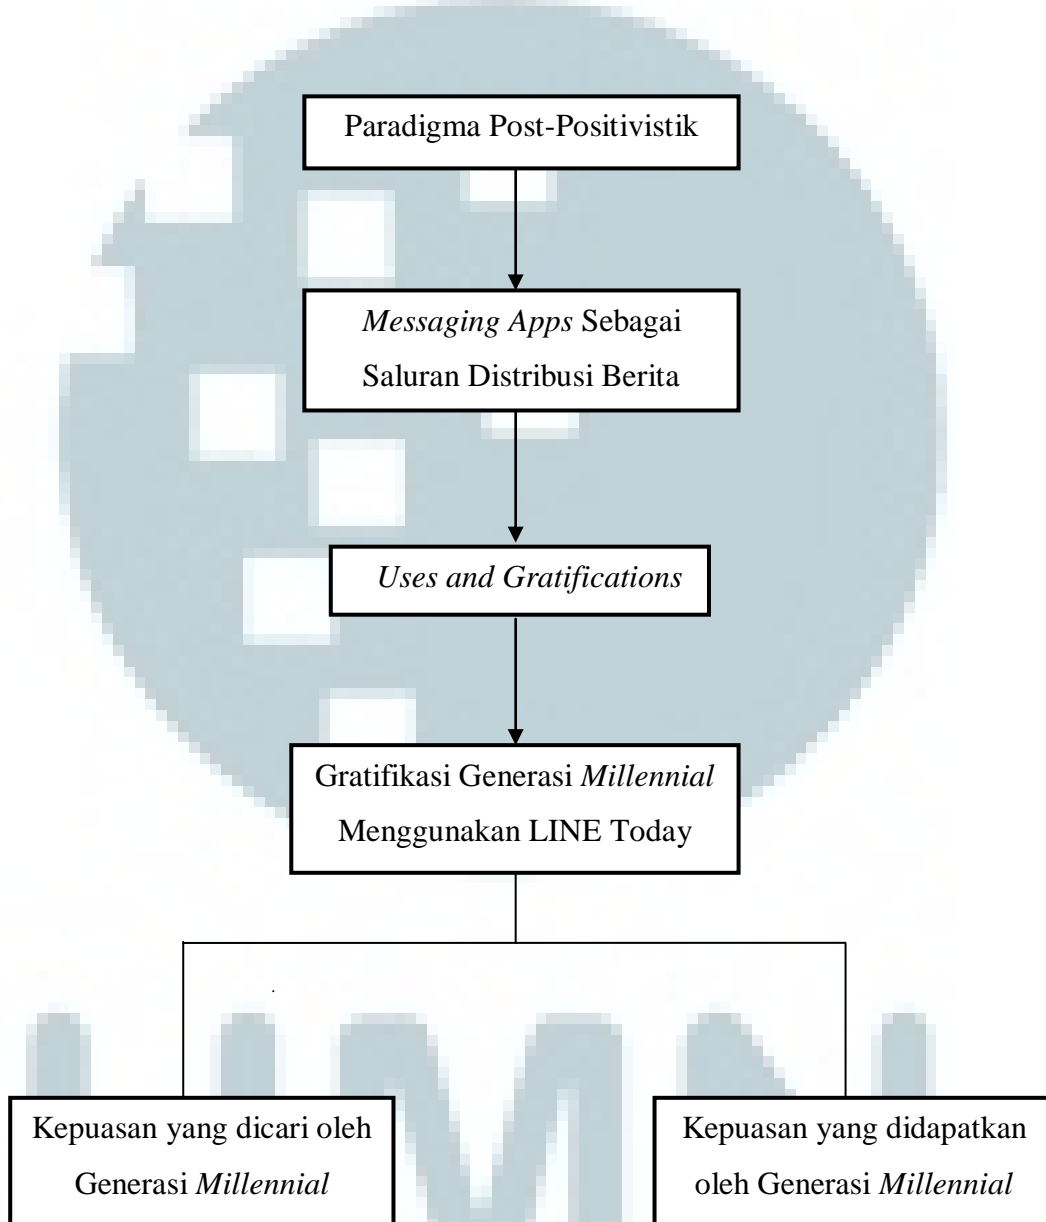 Paradigma Post-Positivistik
Messaging Apps Sebagai
Saluran Distribusi Berita
Uses and Gratifications
Gratifikasi Generasi Millennial
Menggunakan LINE Today
Kepuasan yang dicari oleh
Generasi Millennial
Kepuasan yang didapatkan
oleh Generasi Millennial